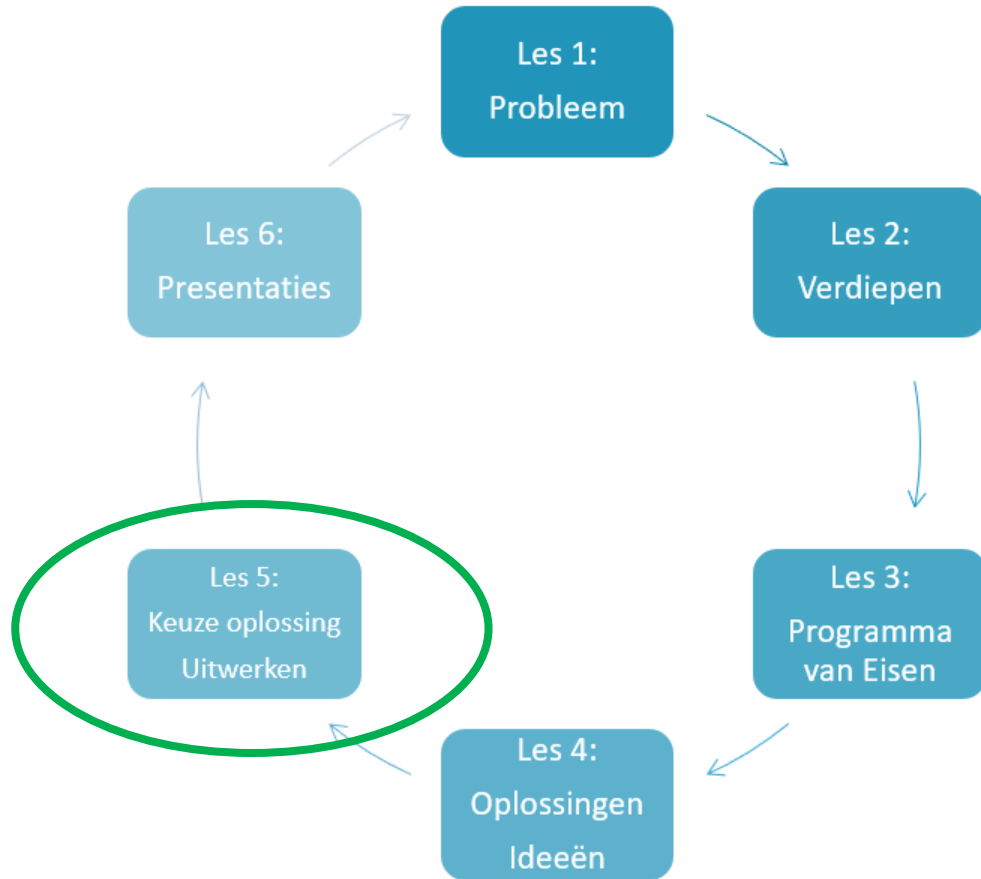 Les 1:
Probleem
Les 2:
Verdiepen
Les 3:
Programma
van Eisen
Les 4:
Oplossingen
Ideeën
Les 5:
Keuze oplossing
Uitwerken
Les 6:
Presentaties